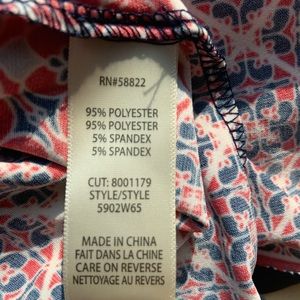 RN#58822
95% POLYESTER
95% POLYESTER
5% SPANDEX
5% SPANDEX
CUT: 8001179
STYLE/STYLE
5902W65
MADE IN CHINA
FAIT DANS LA CHINE
CARE ON REVERSE
NETTOYAGE AU REVERS